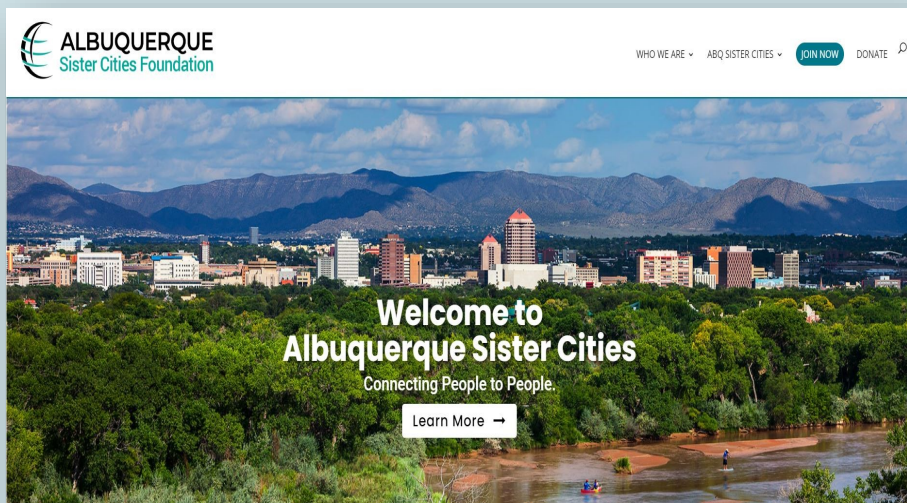 ALBUQUERQUE
Sister Cities Foundation
WHO WE ARE
ABQ SISTER CITIES
JOIN NOW
DONATE
Welcome to
Albuquerque Sister Cities
Connecting People to People.
Learn More →